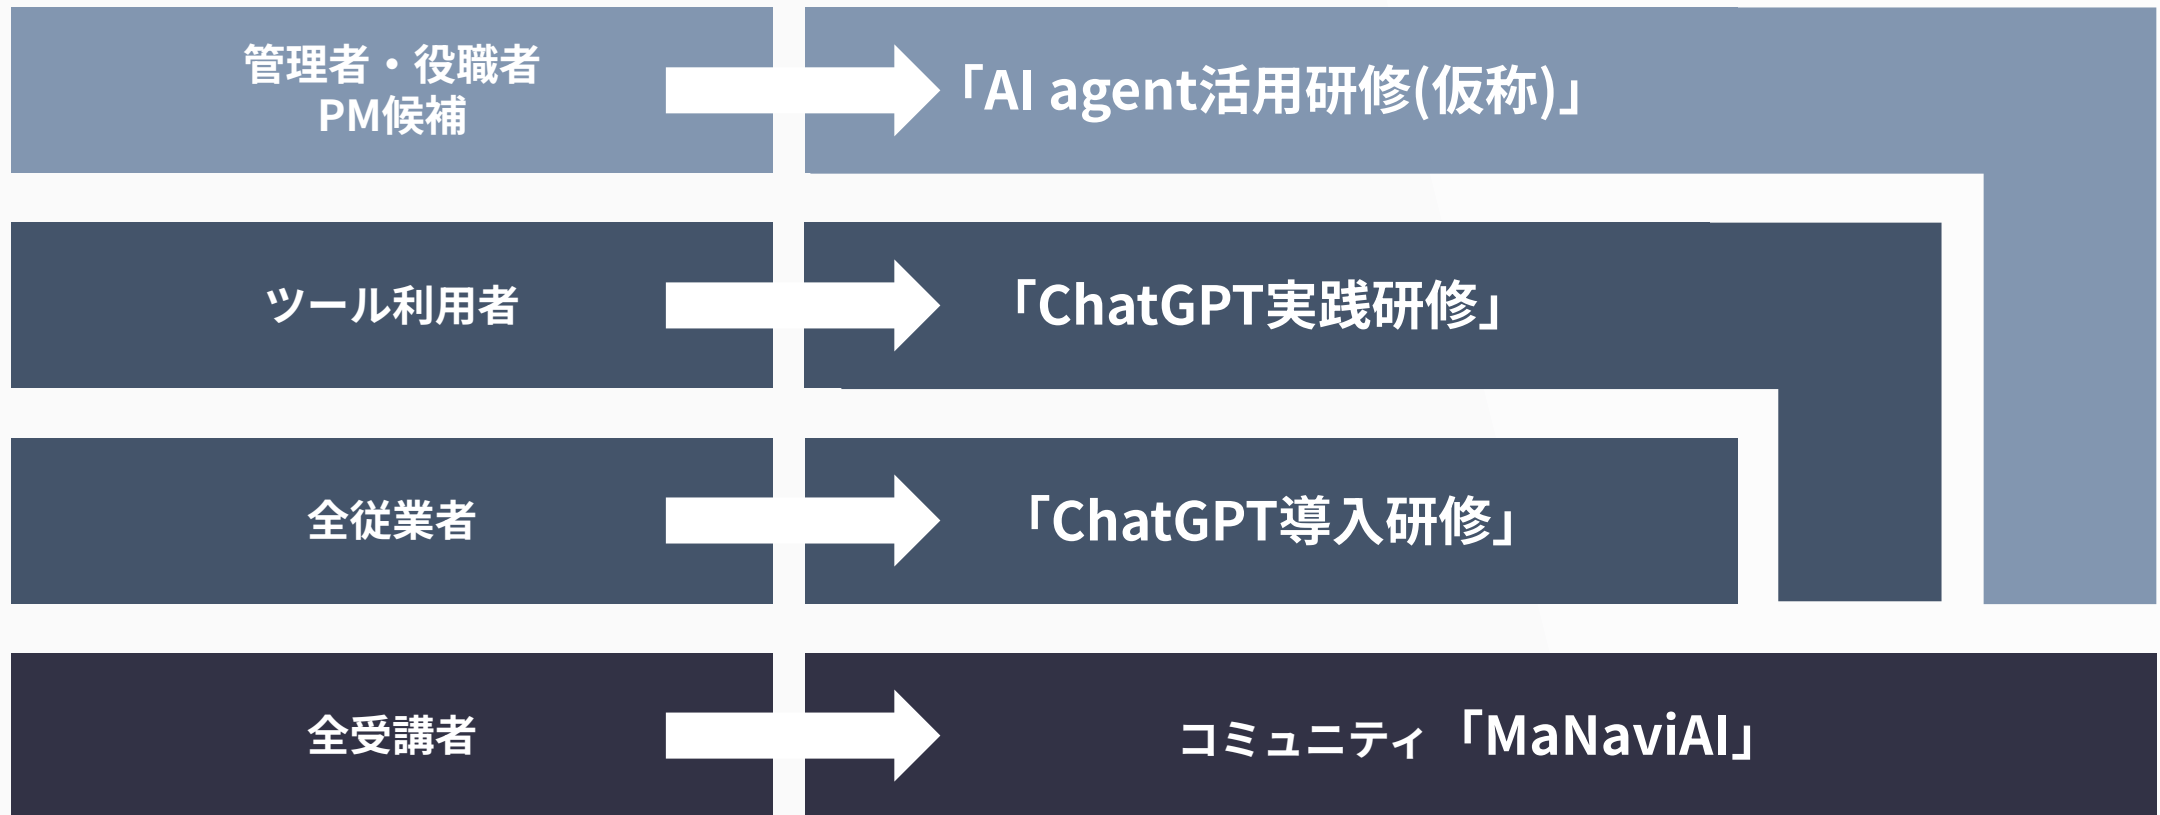 管理者・役職者
PM候補
「AI agent活用研修(仮称)」
ツール利用者
「ChatGPT実践研修」
全従業者
「ChatGPT導入研修」
全受講者
コミュニティ「MaNaviAI」